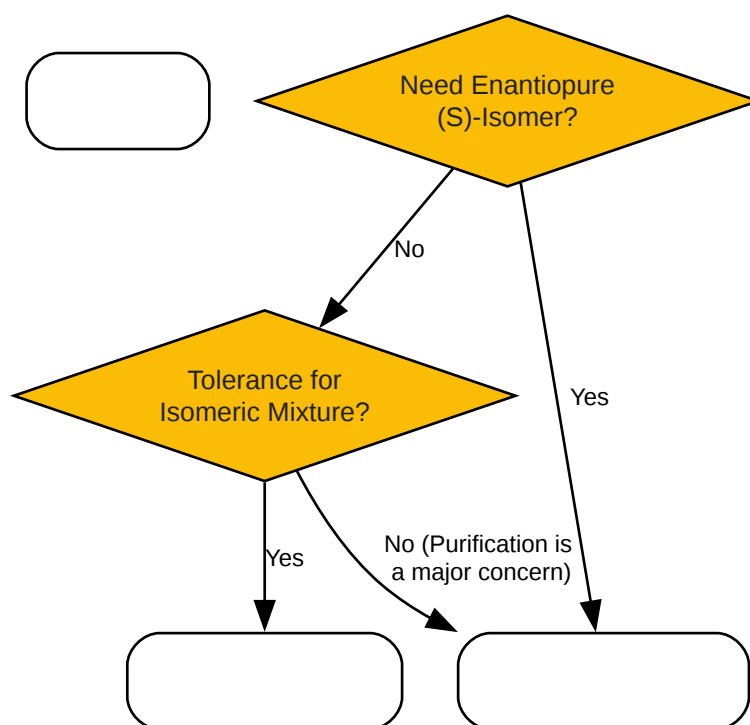 Need Enantiopure
(S)-Isomer?
No
Tolerance for
Isomeric Mixture?
Yes
No (Purification is
a major concern)
Yes